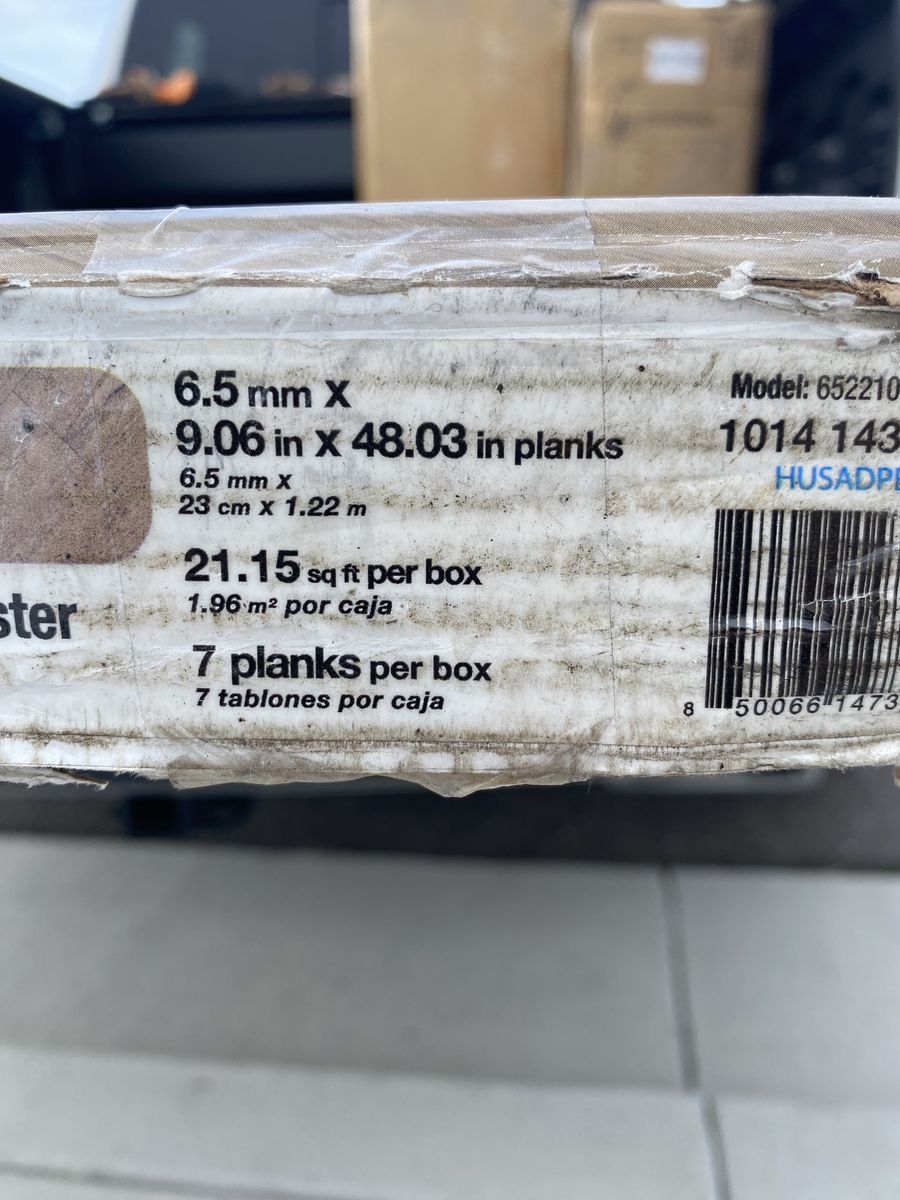 6.5 mm x
9.06 in x 48.03 in planks
6.5 mm x
23 cm x 1.22 m
21.15 sq ft per box
1.96 m² por caja
7 planks per box
7 tablones por caja
ster
Model: 652210
1014 143
HUSADPE
8 50066 1473